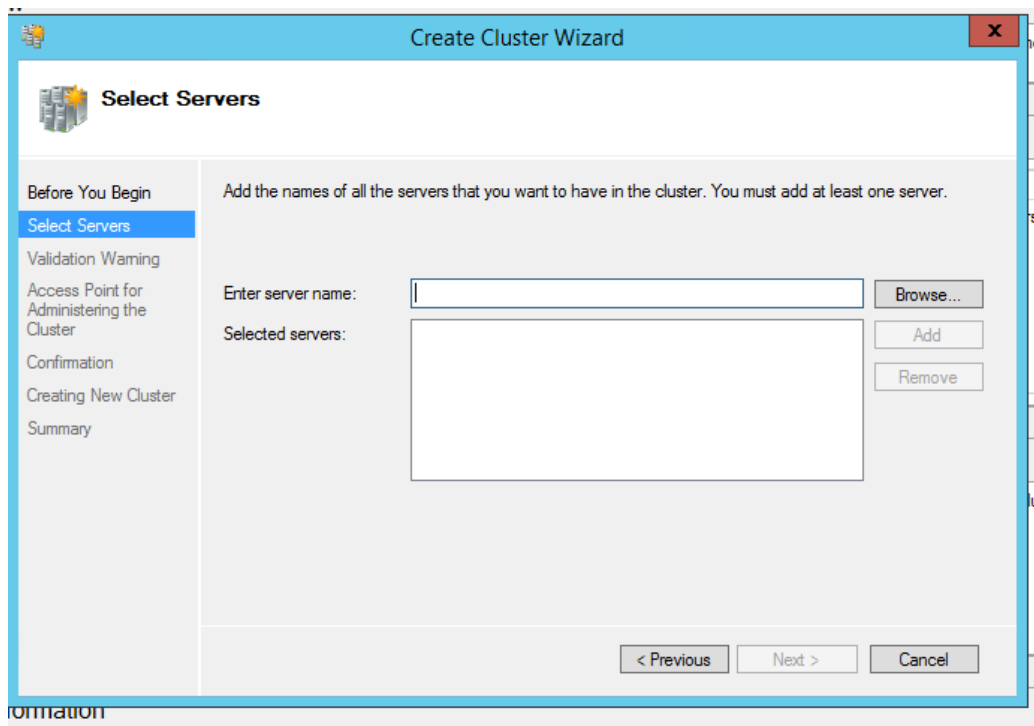 Create Cluster Wizard
x
Select Servers
Before You Begin
Select Servers
Validation Warning
Access Point for
Administering the
Cluster
Confirmation
Creating New Cluster
Summary
Add the names of all the servers that you want to have in the cluster. You must add at least one server.
Enter server name:
Browse...
Selected servers:
Add
Remove
< Previous
Next >
Cancel